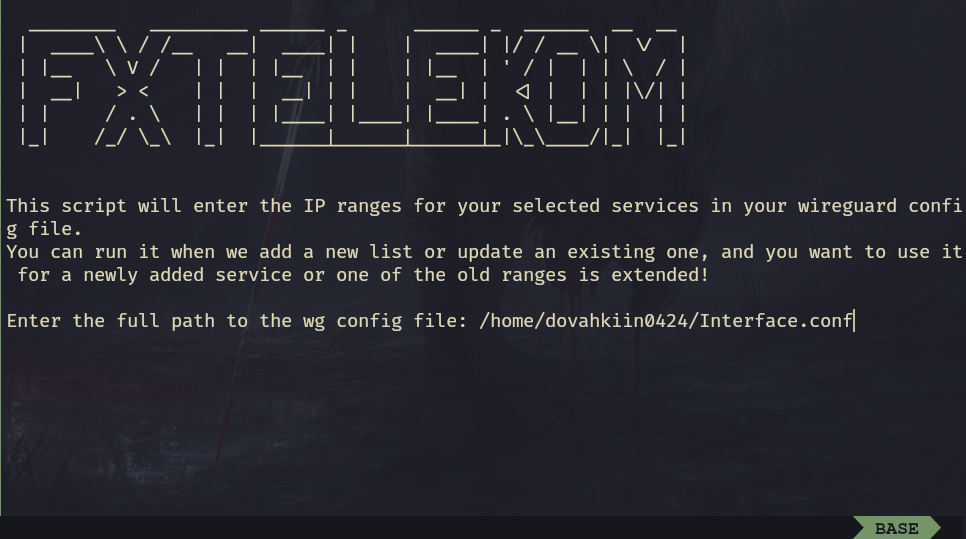 FXTELEKOM
This script will enter the IP ranges for your selected services in your wireguard confi
g file.
You can run it when we add a new list or update an existing one, and you want to use it
for a newly added service or one of the old ranges is extended!
Enter the full path to the wg config file: /home/dovahkiin0424/Interface.conf
BASE